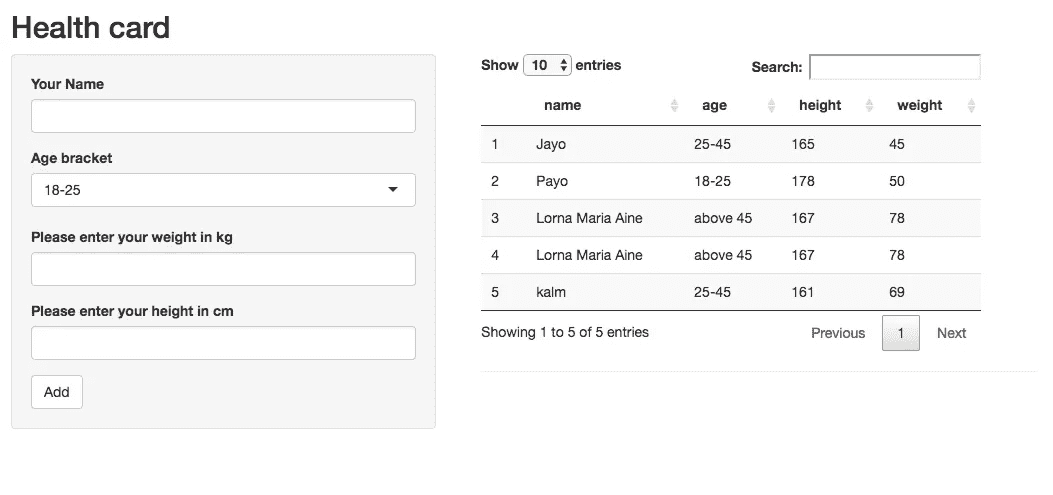 Health card
Your Name
Age bracket
18-25
Please enter your weight in kg
Please enter your height in cm
Add
Show 10 entries
Search:
name age height weight
1 Jayo 25-45 165 45
2 Payo 18-25 178 50
3 Lorna Maria Aine above 45 167 78
4 Lorna Maria Aine above 45 167 78
5 kalm 25-45 161 69
Showing 1 to 5 of 5 entries
Previous 1 Next